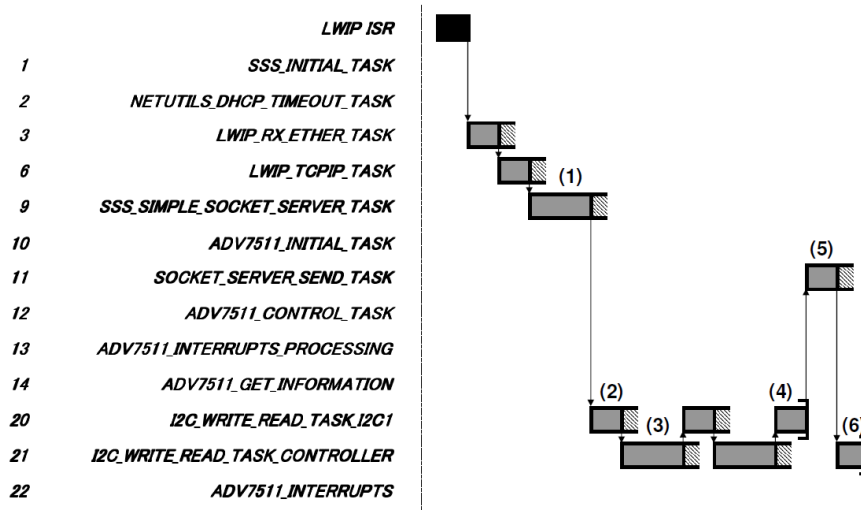 LWIP ISR
1 SSS_INITIAL_TASK
2 NETUTILS_DHCP_TIMEOUT_TASK
3 LWIP_RX_ETHER_TASK
6 LWIP_TCPIP_TASK
(1)
9 SSS_SIMPLE_SOCKET_SERVER_TASK
10 ADV7511_INITIAL_TASK
(5)
11 SOCKET_SERVER_SEND_TASK
12 ADV7511_CONTROL_TASK
13 ADV7511_INTERRUPTS_PROCESSING
14 ADV7511_GET_INFORMATION
(2) (4)
20 I2C_WRITE_READ_TASK_I2C1
(3) (6)
21 I2C_WRITE_READ_TASK_CONTROLLER
22 ADV7511_INTERRUPTS